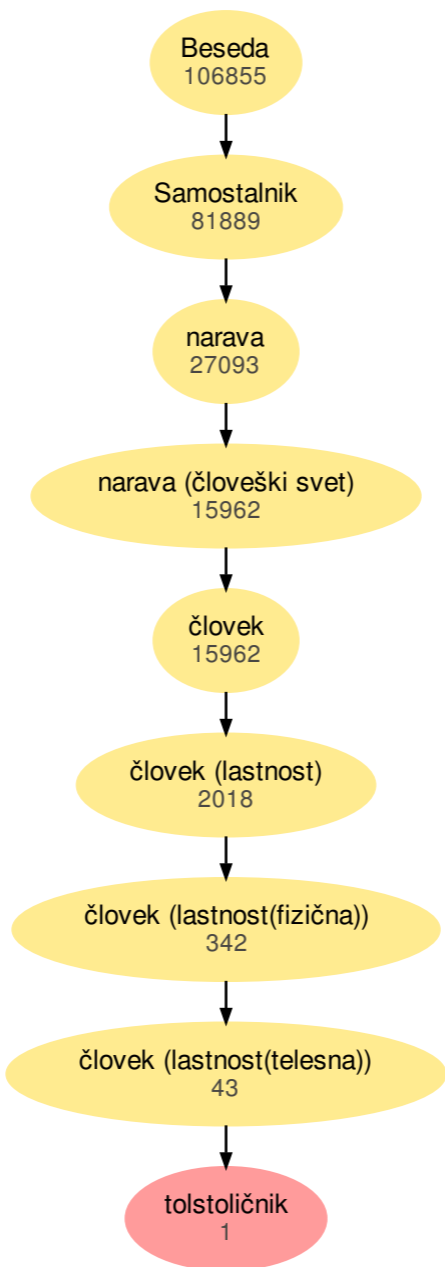 Beseda
106855
Samostalnik
81889
narava
27093
narava (človeški svet)
15962
človek
15962
človek (lastnost)
2018
človek (lastnost(fizična))
342
človek (lastnost(telesna))
43
tolstoličnik
1